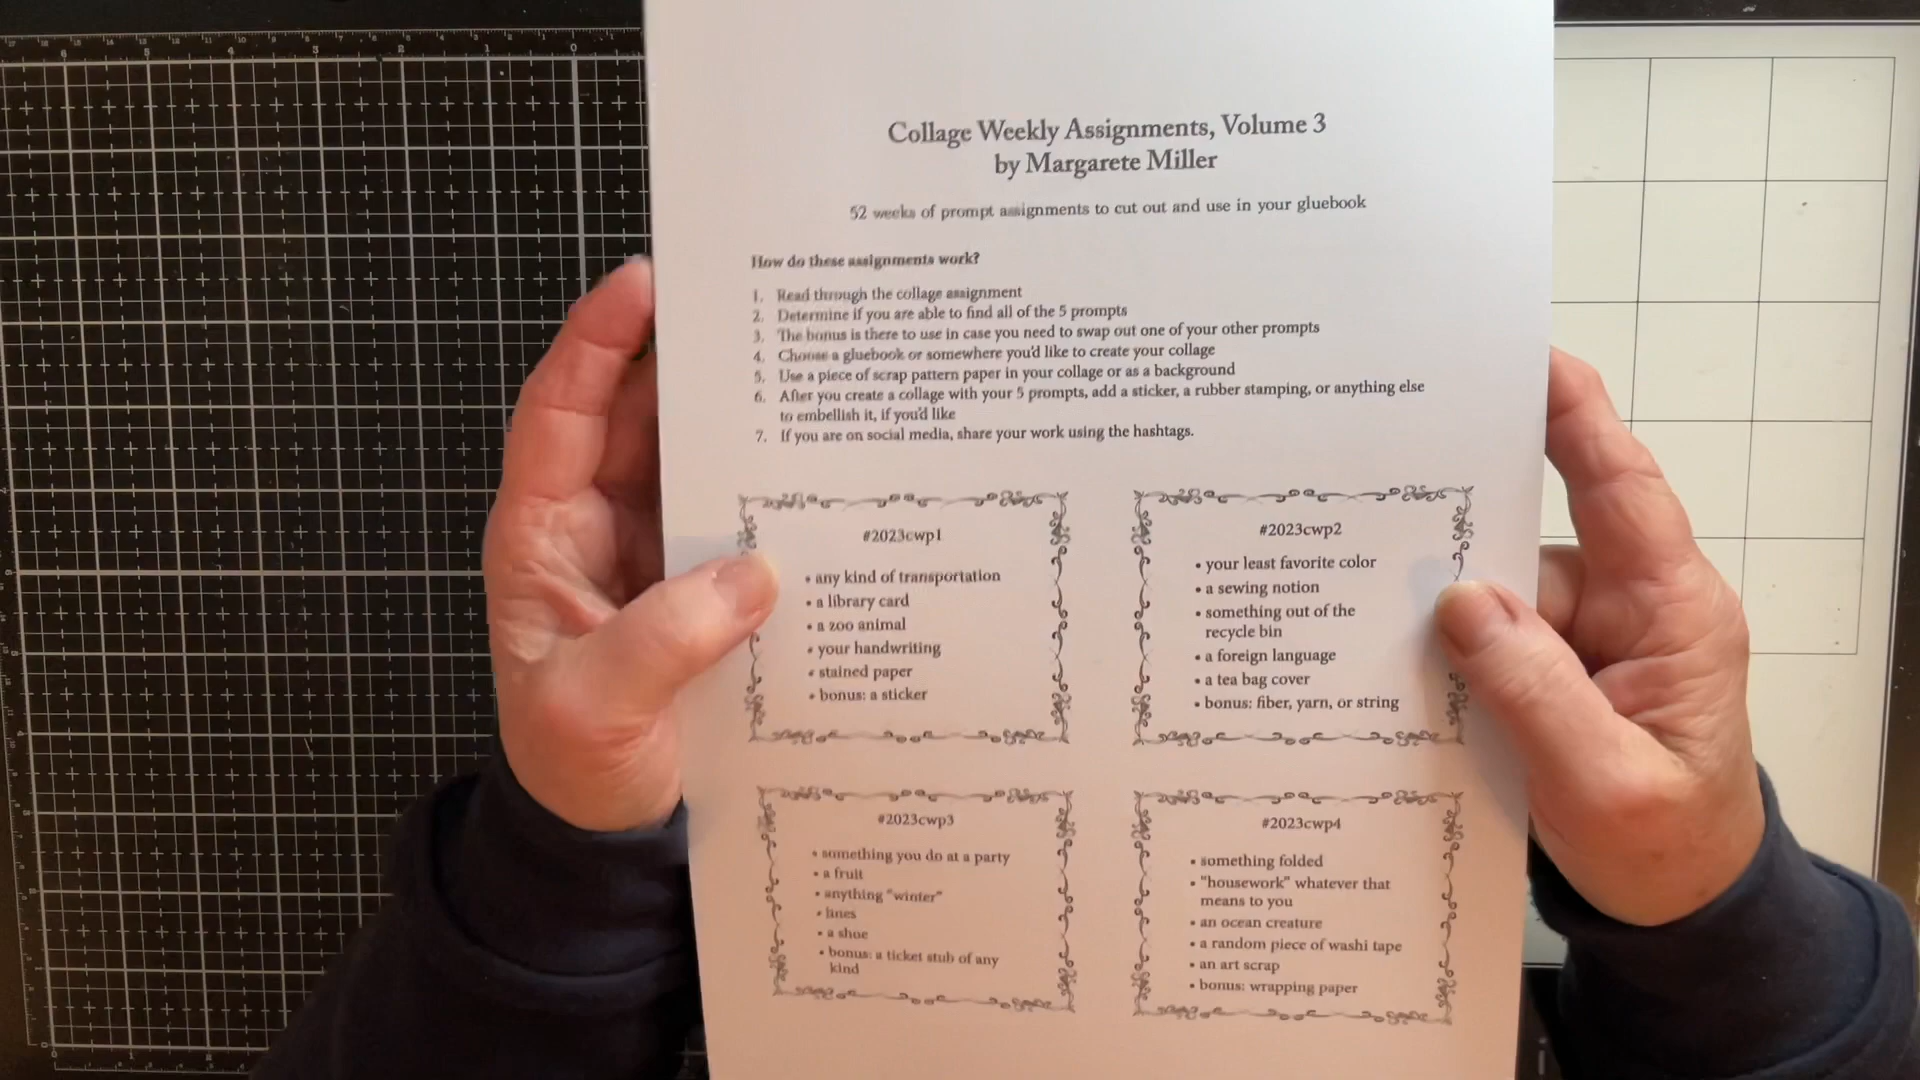 Collage Weekly Assignments, Volume 3
by Margarete Miller
52 weeks of prompt assignments to cut out and use in your gluebook
How do these assignments work?
1. Read through the collage assignment
2. Determine if you are able to find all of the 5 prompts
3. The bonus is there to use in case you need to swap out one of your other prompts
4. Choose a gluebook or somewhere you'd like to create your collage
5. Use a piece of scrap pattern paper in your collage or as a background
6. After you create a collage with your 5 prompts, add a sticker, a rubber stamping, or anything else
to embellish it, if you'd like
7. If you are on social media, share your work using the hashtags.
#2023cwp1
• any kind of transportation
• a library card
• a zoo animal
• your handwriting
• stained paper
• bonus: a sticker
#2023cwp2
• your least favorite color
• a sewing notion
• something out of the
recycle bin
• a foreign language
• a tea bag cover
• bonus: fiber, yarn, or string
#2023cwp3
• something you do at a party
• a fruit
• anything "winter"
• lines
• a shoe
• bonus: a ticket stub of any
kind
#2023cwp4
• something folded
• "housework" whatever that
means to you
• an ocean creature
• a random piece of washi tape
• an art scrap
• bonus: wrapping paper